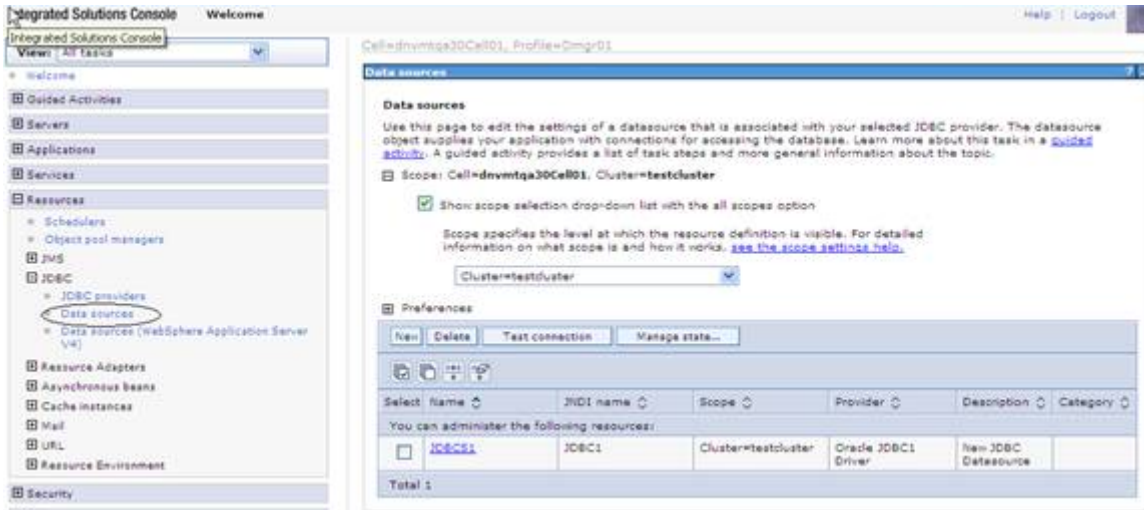 Integrated Solutions Console Welcome Help | Logout
Integrated Solutions Console
View: All tasks
Welcome
Guided Activities
Servers
Applications
Services
Resources
Schedulers
Object pool managers
JMS
JDBC
JDBC providers
Data sources
Data sources (WebSphere Application Server
V4)
Resource Adapters
Asynchronous beans
Cache instances
Mail
URL
Resource Environment
Security
Cell=dnvmtqa30Cell01, Profile=Dmgr01
Data sources ?
Data sources
Use this page to edit the settings of a datasource that is associated with your selected JDBC provider. The datasource
object supplies your application with connections for accessing the database. Learn more about this task in a guided
activity. A guided activity provides a list of task steps and more general information about the topic.
Scope: Cell=dnvmtqa30Cell01, Cluster=testcluster
Show scope selection drop-down list with the all scopes option
Scope specifies the level at which the resource definition is visible. For detailed
information on what scope is and how it works, see the scope settings help.
Cluster=testcluster
Preferences
New Delete Test connection Manage state...
Select Name JNDI name Scope Provider Description Category
You can administer the following resources:
JDBCS1 JDBC1 Cluster=testcluster Oracle JDBC1 New JDBC
Driver Datasource
Total 1